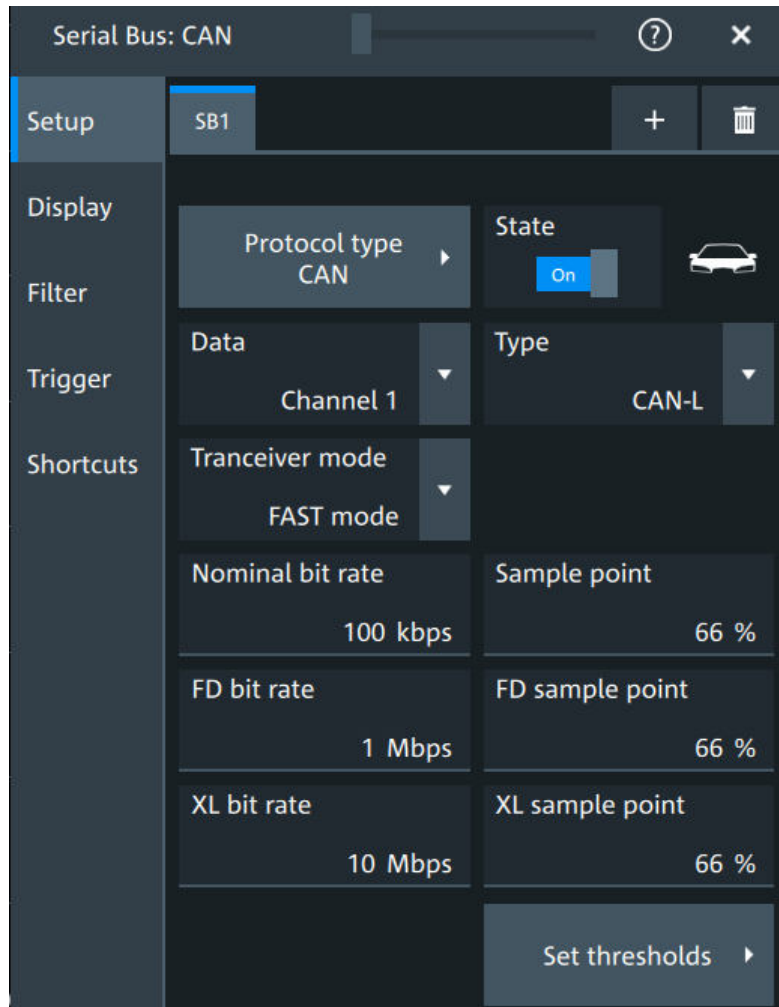 Serial Bus: CAN
Setup
SB1
Display
Filter
Trigger
Shortcuts
Protocol type
CAN
State
On
Data
Channel 1
Type
CAN-L
Tranceiver mode
FAST mode
Nominal bit rate
100 kbps
Sample point
66 %
FD bit rate
1 Mbps
FD sample point
66 %
XL bit rate
10 Mbps
XL sample point
66 %
Set thresholds